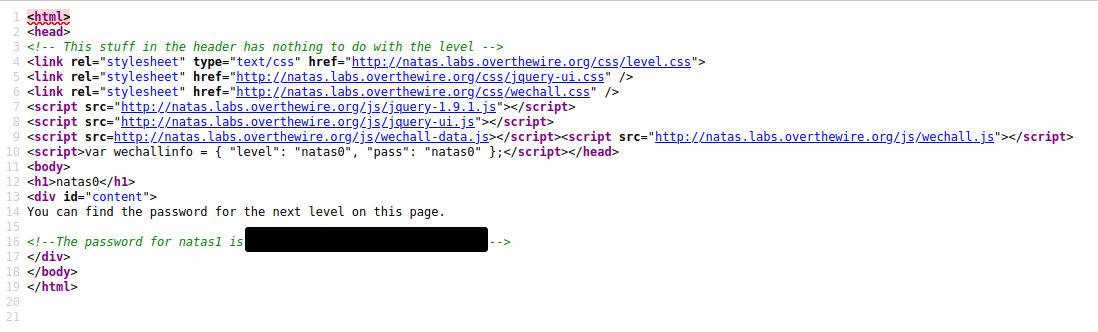 1 <html>
2 <head>
3 <!-- This stuff in the header has nothing to do with the level -->
4 <link rel="stylesheet" type="text/css" href="http://natas.labs.overthewire.org/css/level.css">
5 <link rel="stylesheet" href="http://natas.labs.overthewire.org/css/jquery-ui.css" />
6 <link rel="stylesheet" href="http://natas.labs.overthewire.org/css/wechall.css" />
7 <script src="http://natas.labs.overthewire.org/js/jquery-1.9.1.js"></script>
8 <script src="http://natas.labs.overthewire.org/js/jquery-ui.js"></script>
9 <script src=http://natas.labs.overthewire.org/js/wechall-data.js></script><script src="http://natas.labs.overthewire.org/js/wechall.js"></script>
10 <script>var wechallinfo = { "level": "natas0", "pass": "natas0" };</script></head>
11 <body>
12 <h1>natas0</h1>
13 <div id="content">
14 You can find the password for the next level on this page.
15
16 <!--The password for natas1 is -->
17 </div>
18 </body>
19 </html>
20
21